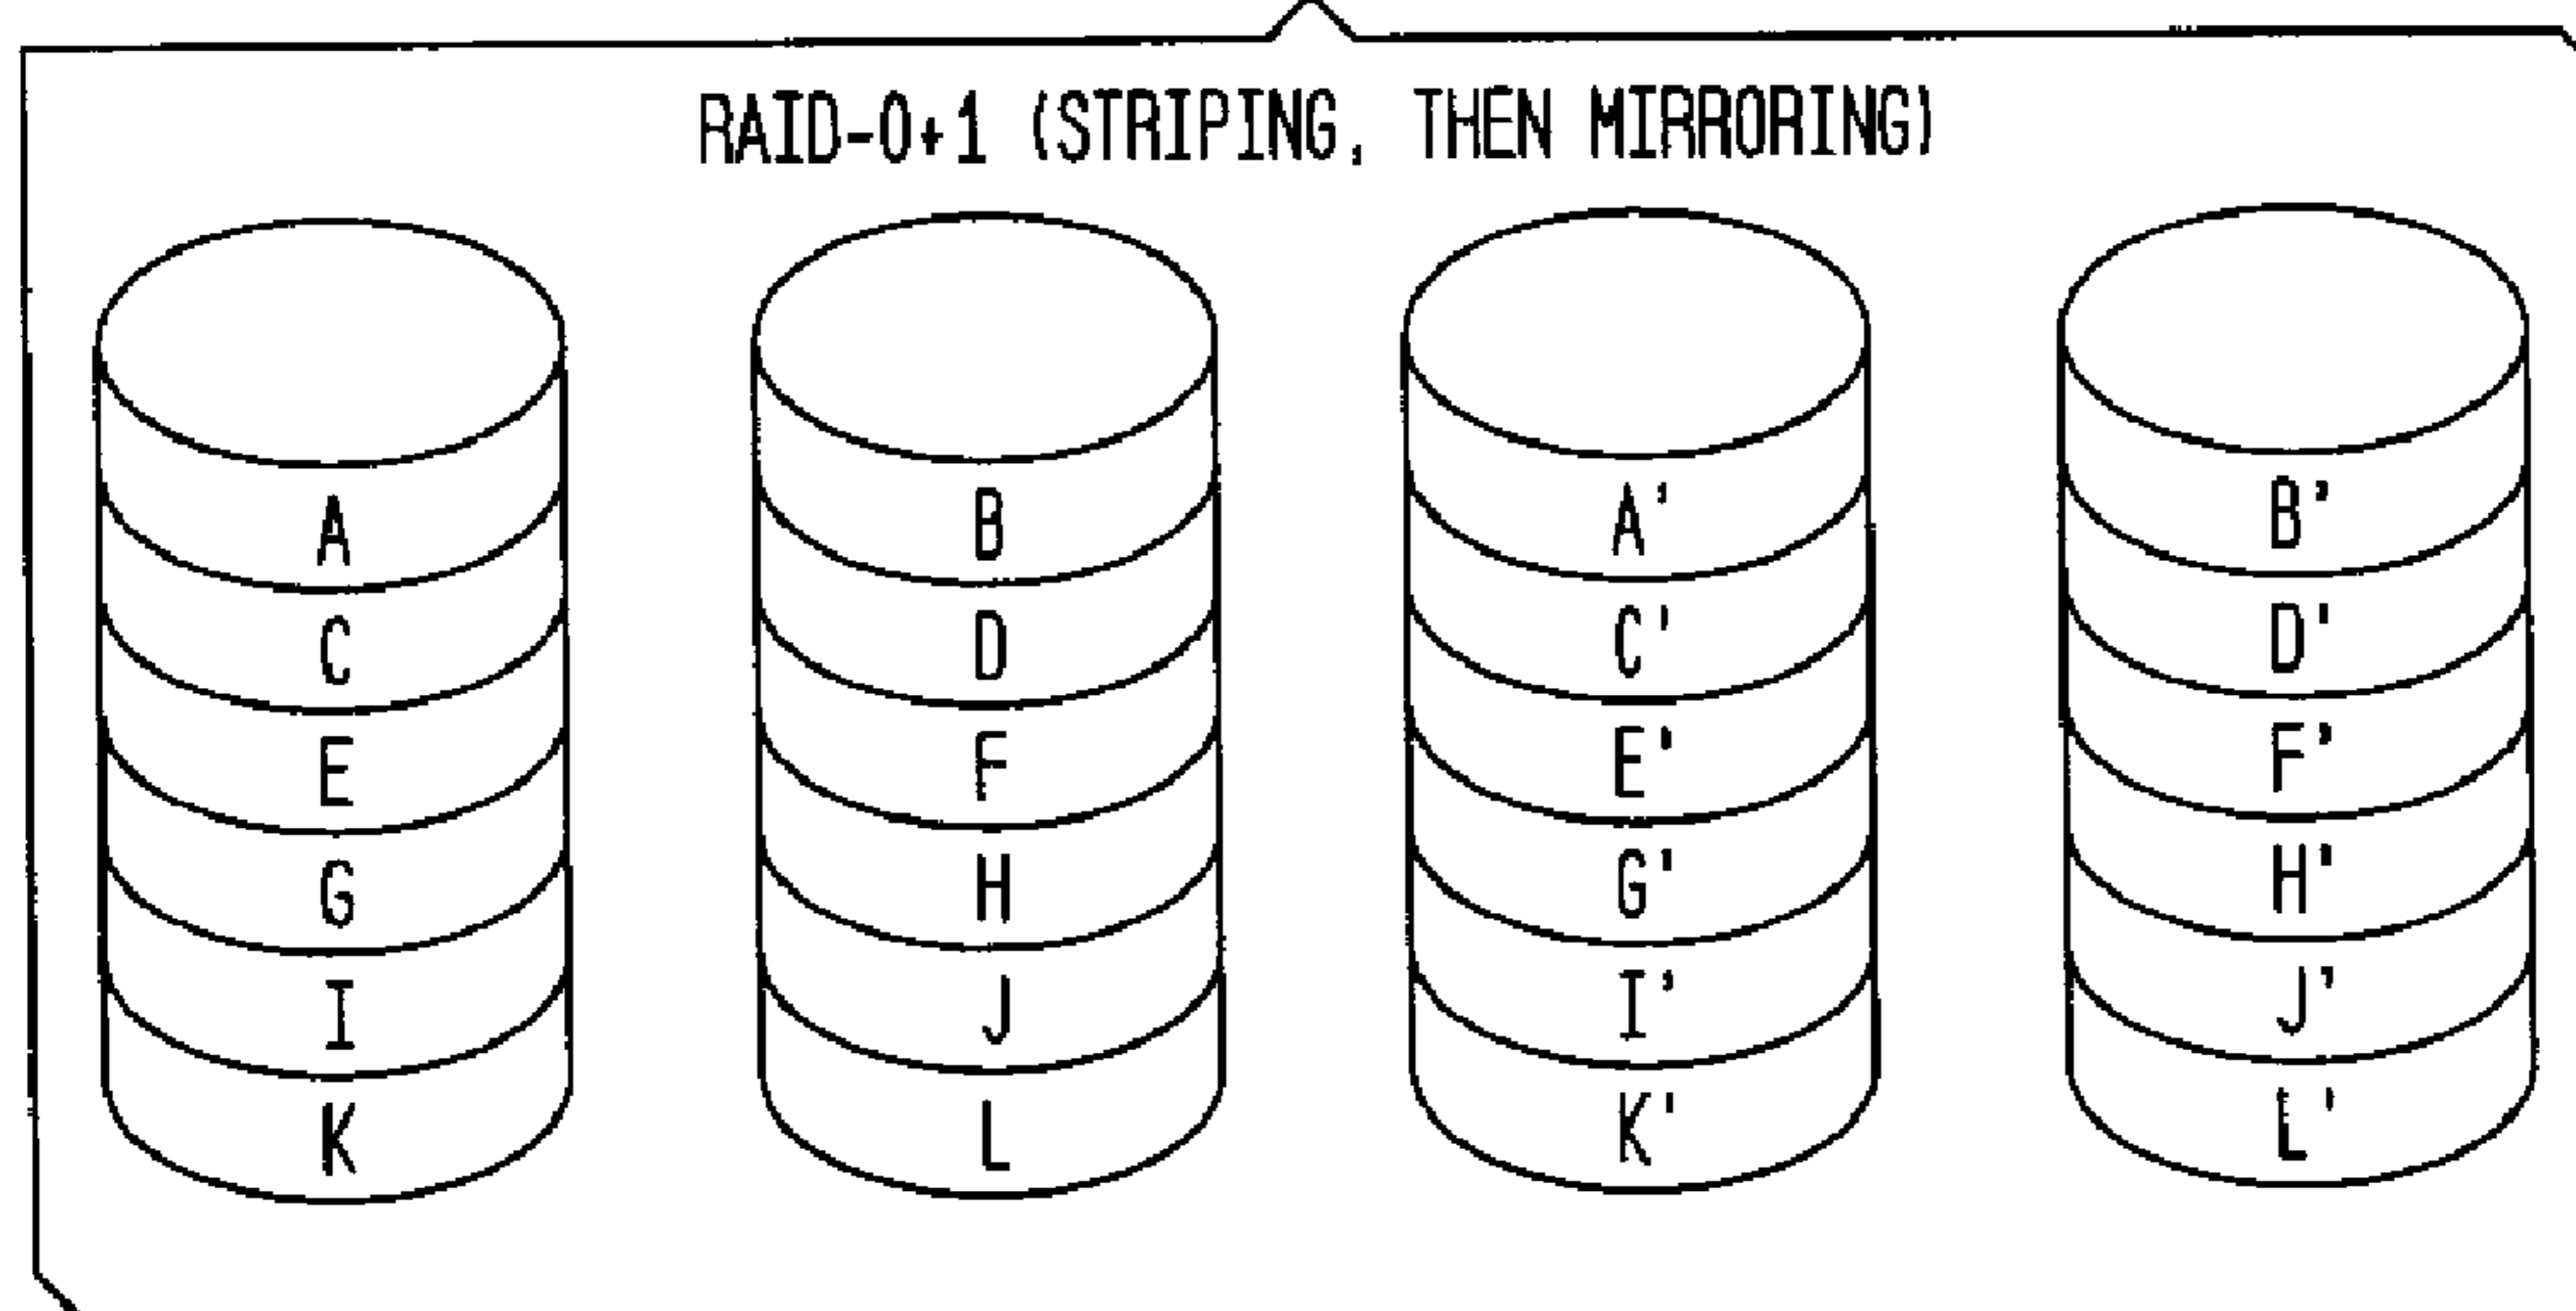 RAID-0+1 (STRIPING, THEN MIRRORING)
A B A' B'
C D C' D'
E F E' F'
G H G' H'
I J I' J'
K L K' L'